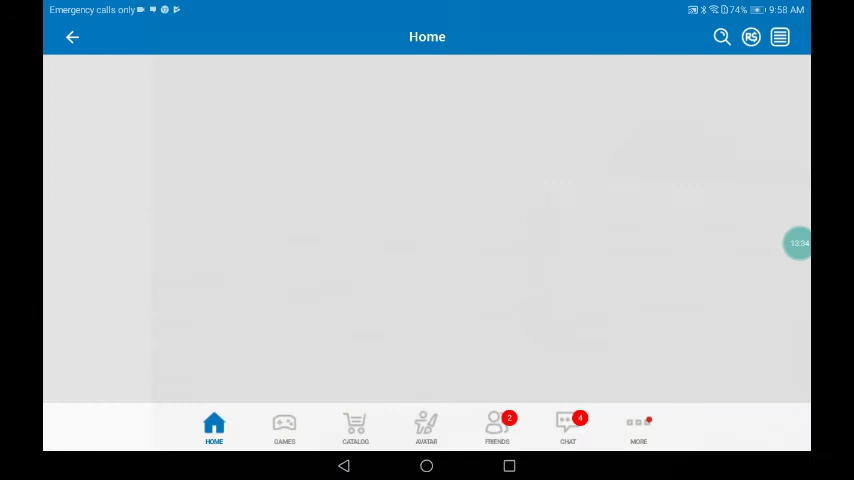 Emergency calls only 74% 9:58 AM
Home R$
13:34
2 4
HOME GAMES CATALOG AVATAR FRIENDS CHAT MORE